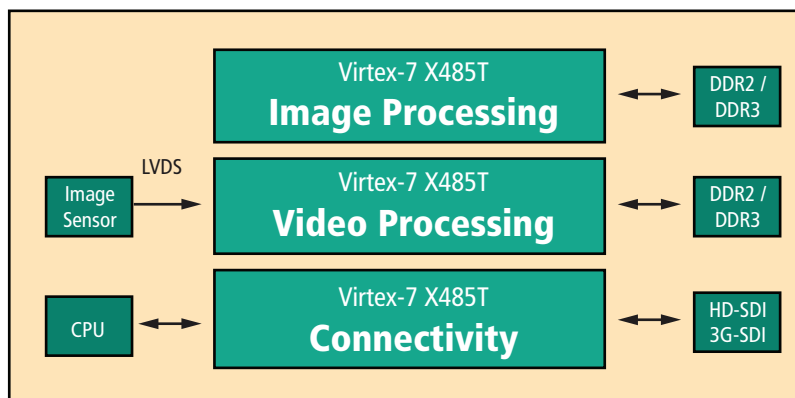 Virtex-7 X485T
Image Processing
DDR2 /
DDR3
LVDS
Image
Sensor
Virtex-7 X485T
Video Processing
DDR2 /
DDR3
CPU
Virtex-7 X485T
Connectivity
HD-SDI
3G-SDI